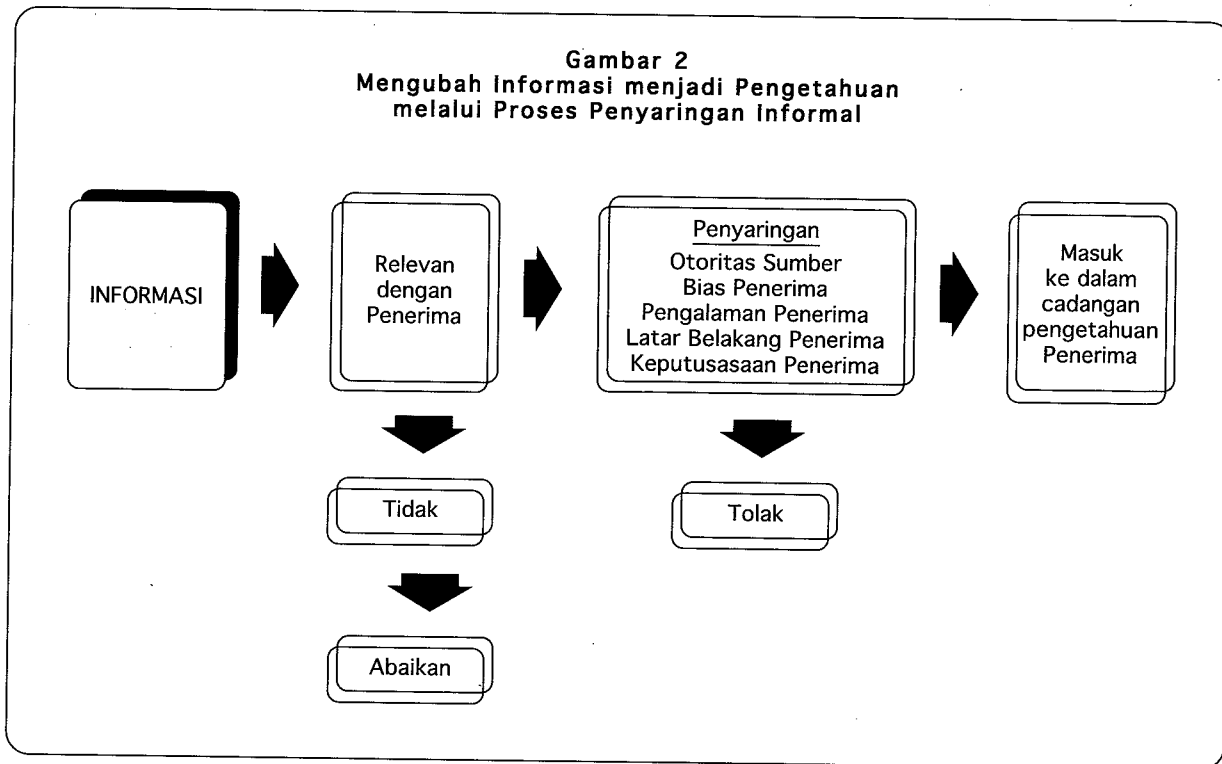 Gambar 2
Mengubah Informasi menjadi Pengetahuan
melalui Proses Penyaringan Informal
INFORMASI
Relevan
dengan
Penerima
Penyaringan
Otoritas Sumber
Bias Penerima
Pengalaman Penerima
Latar Belakang Penerima
Keputusasaan Penerima
Masuk
ke dalam
cadangan
pengetahuan
Penerima
Tidak
Tolak
Abaikan